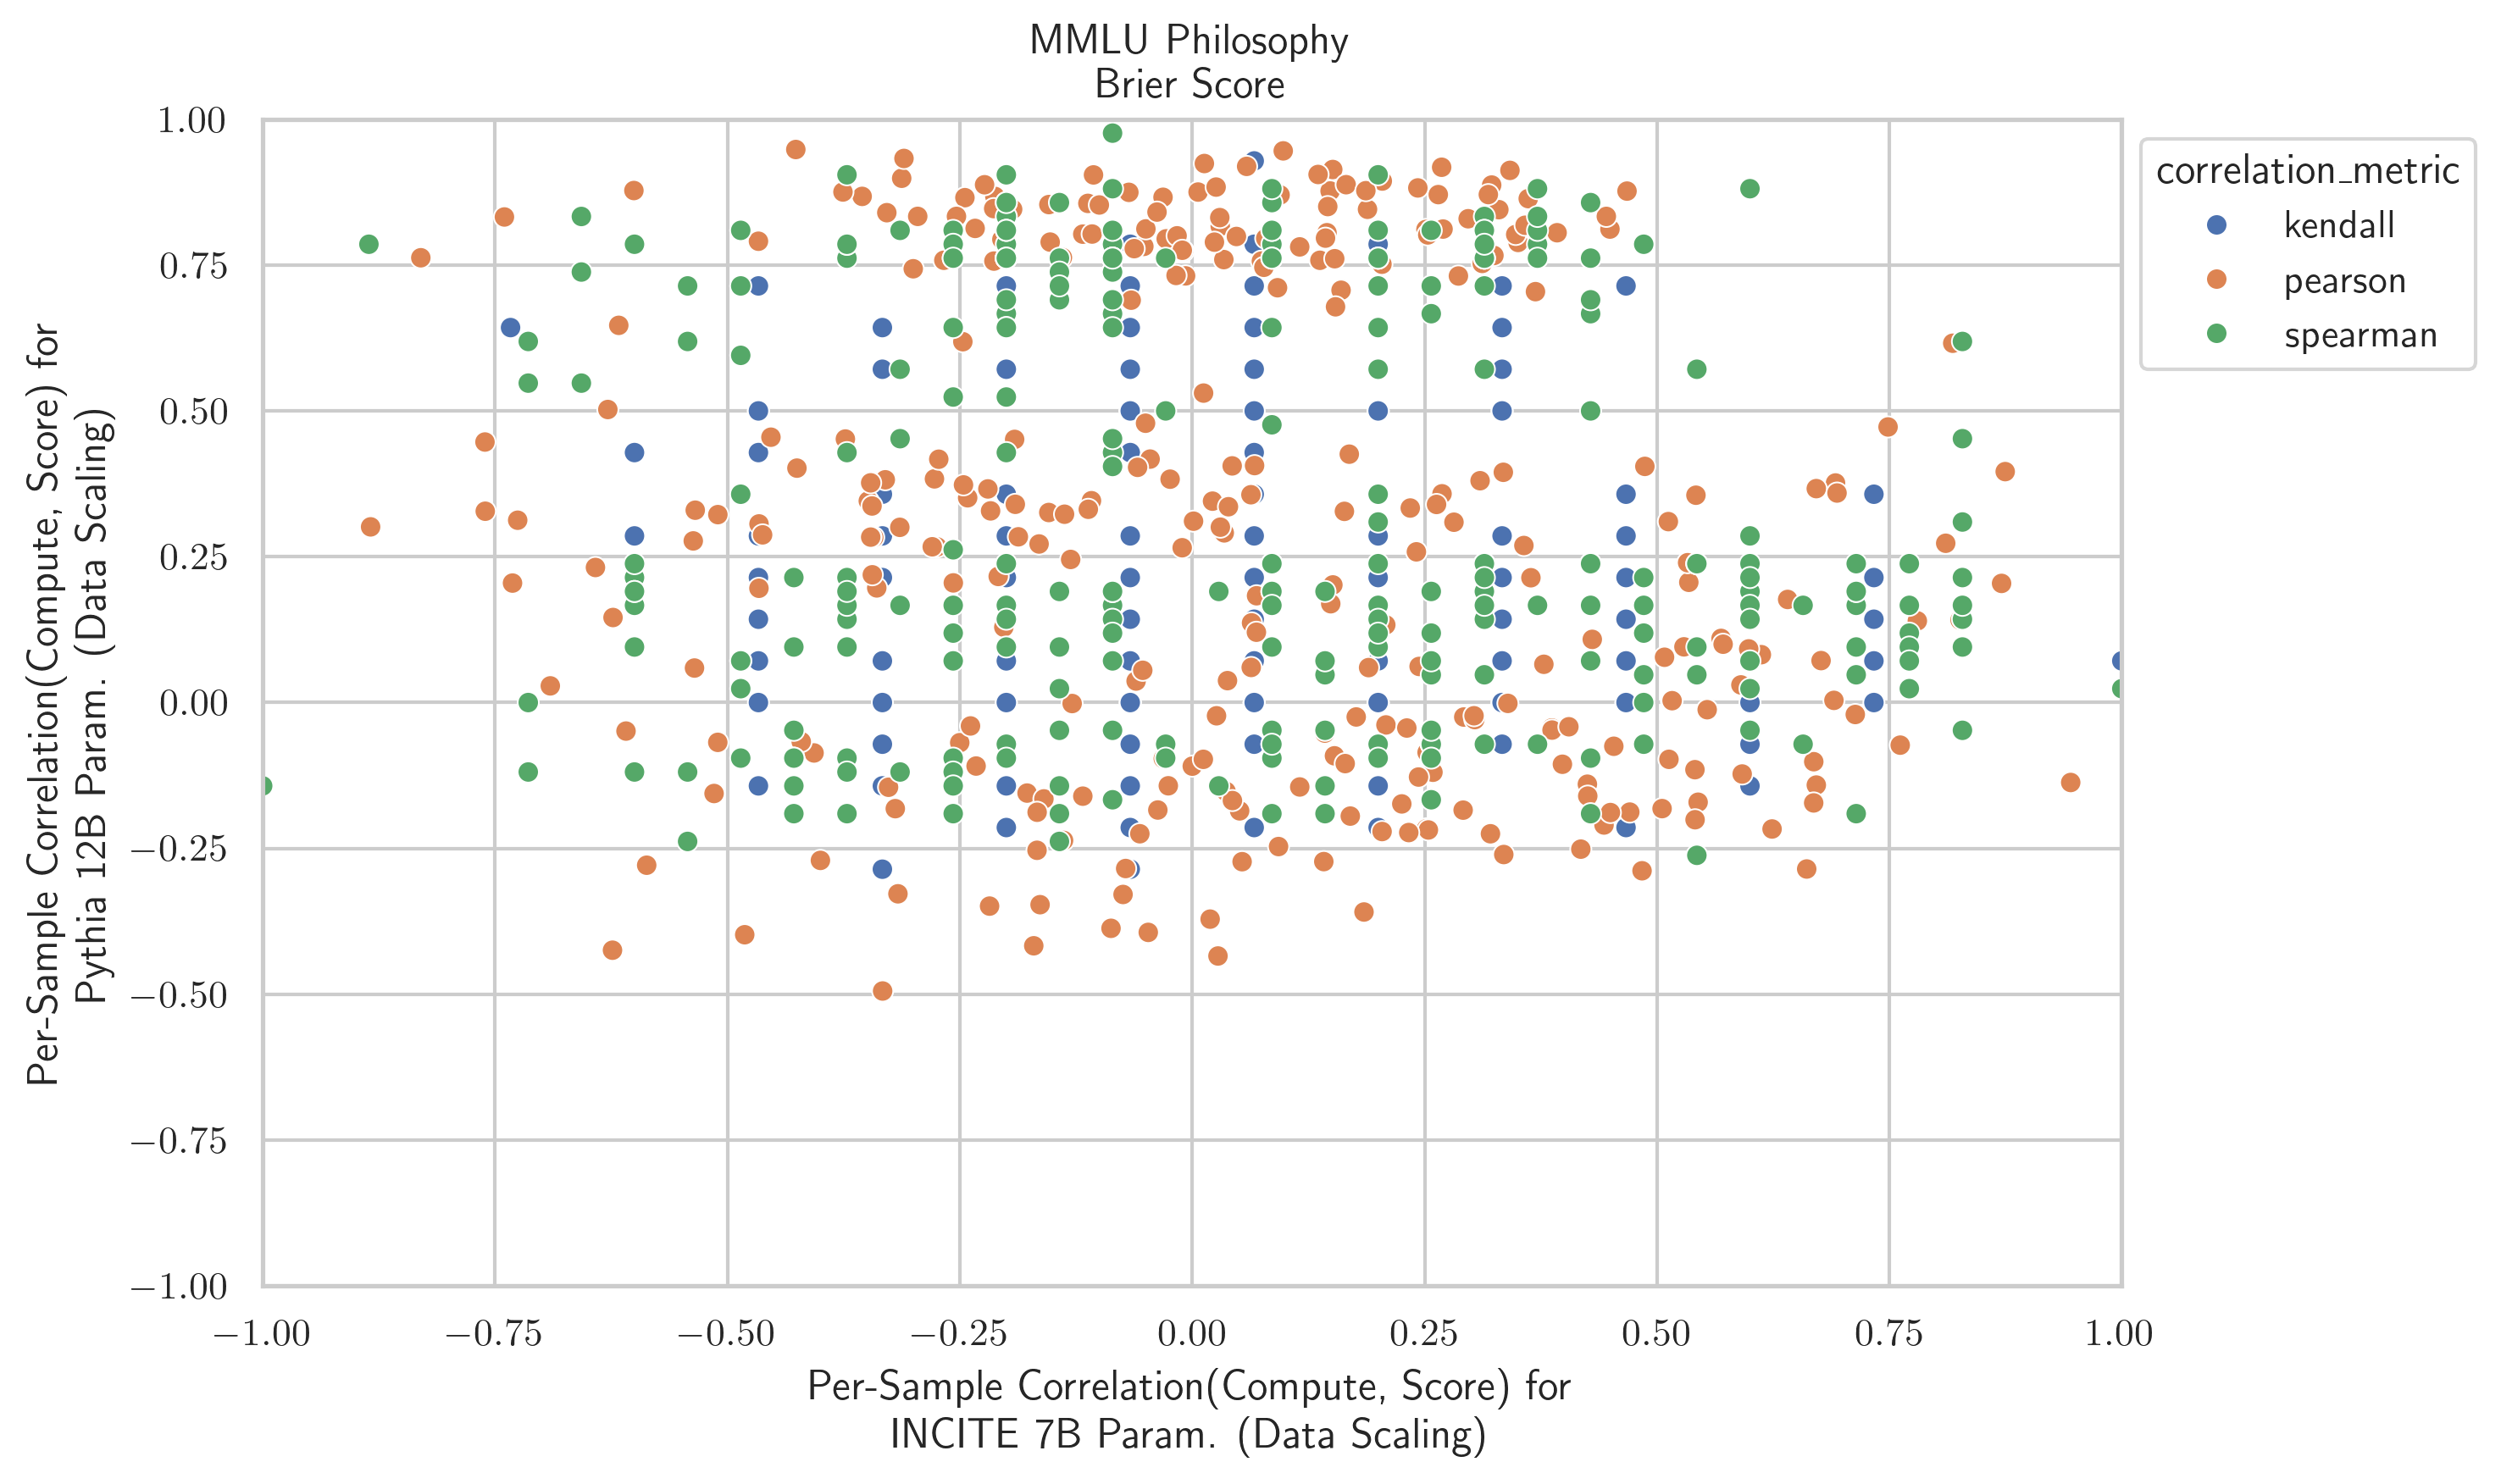 MMLU Philosophy
Brier Score
Per-Sample Correlation(Compute, Score) for
Pythia 12B Param. (Data Scaling)
1.00
0.75
0.50
0.25
0.00
−0.25
−0.50
−0.75
−1.00
−1.00 −0.75 −0.50 −0.25 0.00 0.25 0.50 0.75 1.00
Per-Sample Correlation(Compute, Score) for
INCITE 7B Param. (Data Scaling)
correlation_metric
kendall
pearson
spearman